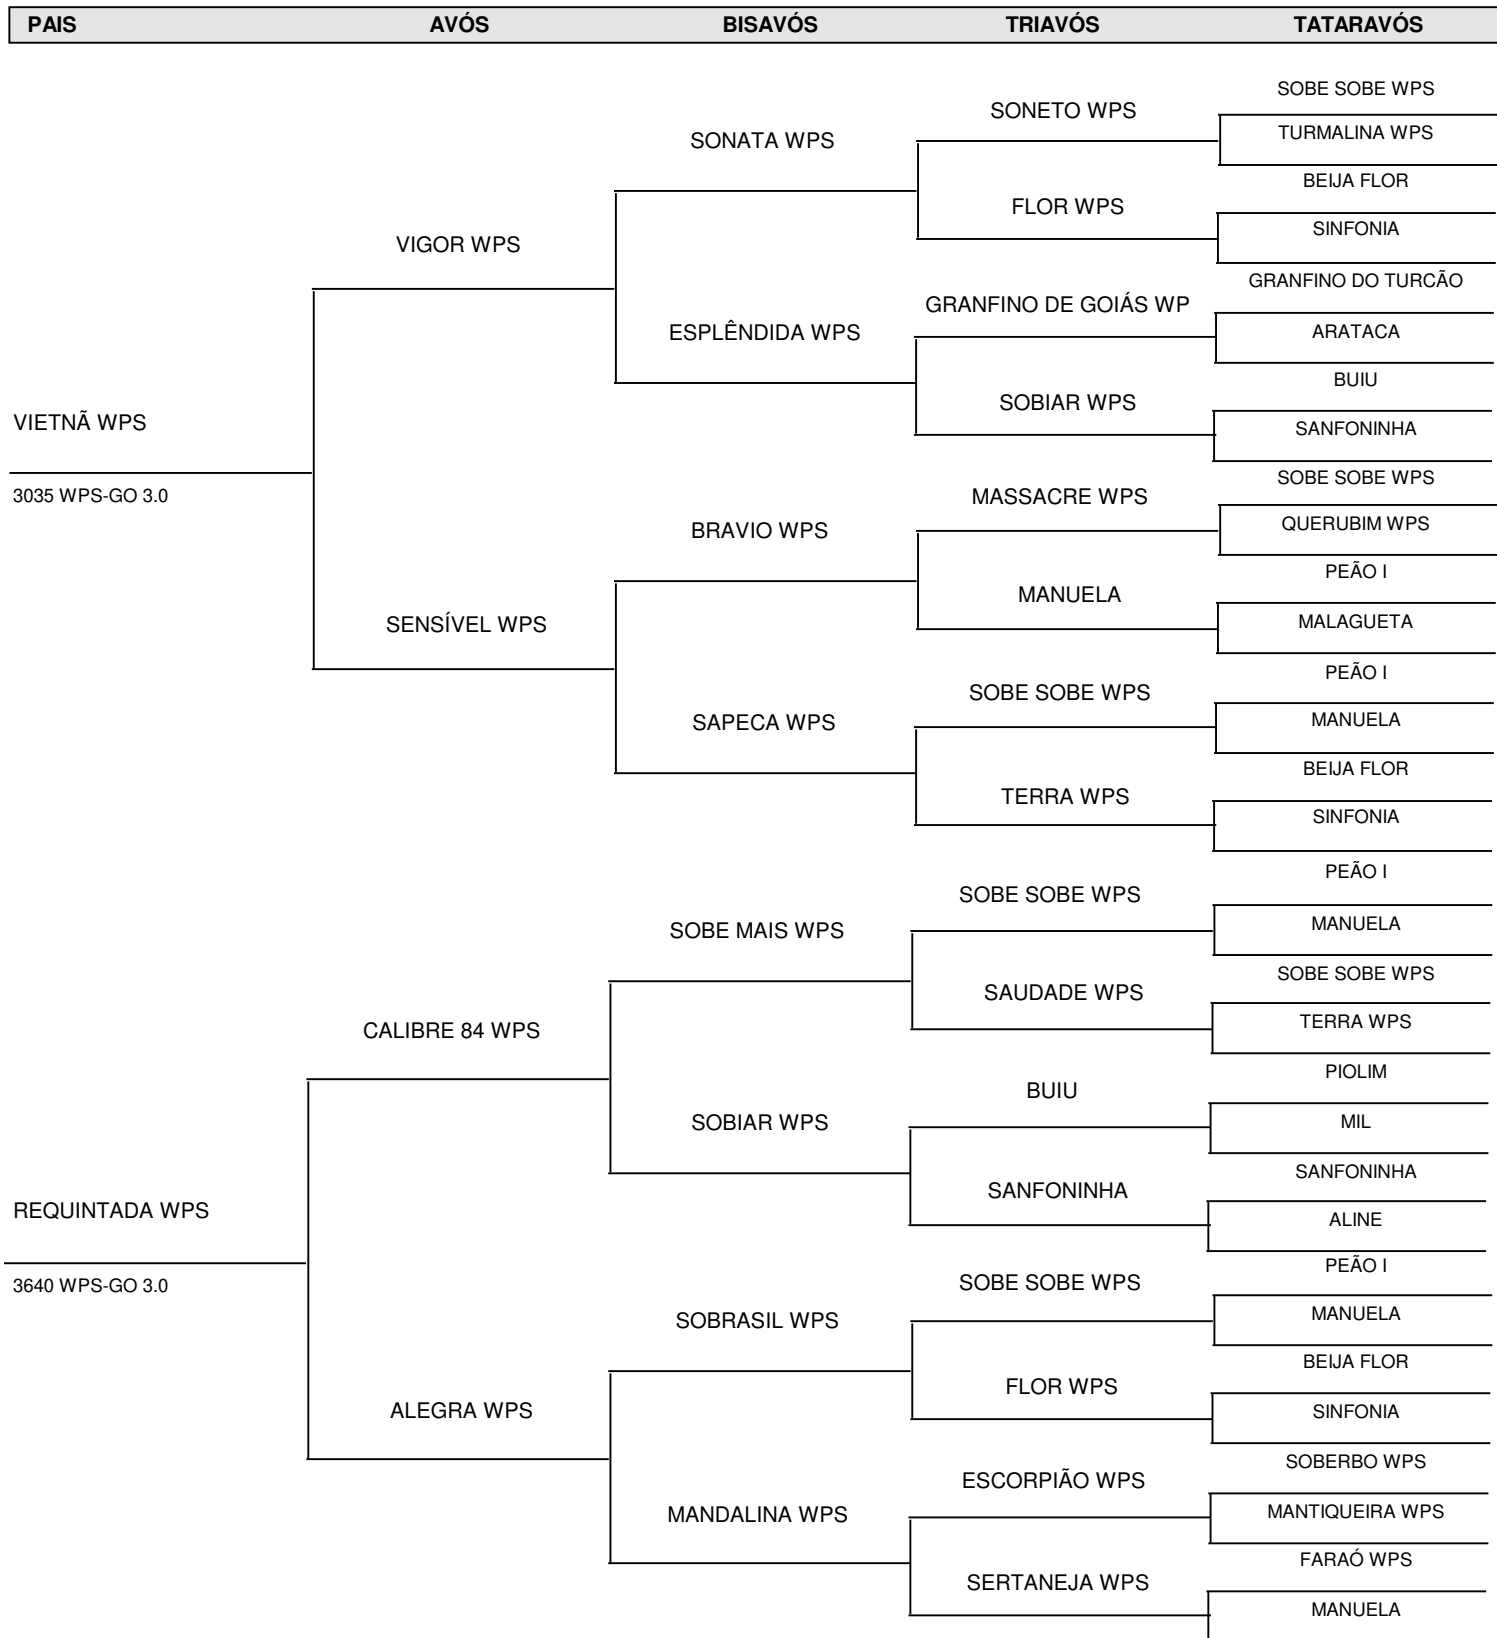 PAIS AVÓS BISAVÓS TRIAVÓS TATARAVÓS
SOBE SOBE WPS
SONETO WPS
TURMALINA WPS
SONATA WPS
BEIJA FLOR
FLOR WPS
SINFONIA
VIGOR WPS
GRANFINO DO TURCÃO
GRANFINO DE GOIÁS WP
ARATACA
ESPLÊNDIDA WPS
BUIU
SOBIAR WPS
VIETNÃ WPS
SANFONINHA
SOBE SOBE WPS
3035 WPS-GO 3.0
MASSACRE WPS
QUERUBIM WPS
BRAVIO WPS
PEÃO I
MANUELA
MALAGUETA
SENSÍVEL WPS
PEÃO I
SOBE SOBE WPS
MANUELA
SAPECA WPS
BEIJA FLOR
TERRA WPS
SINFONIA
PEÃO I
SOBE SOBE WPS
MANUELA
SOBE MAIS WPS
SOBE SOBE WPS
SAUDADE WPS
TERRA WPS
CALIBRE 84 WPS
PIOLIM
BUIU
MIL
SOBIAR WPS
SANFONINHA
SANFONINHA
REQUINTADA WPS
ALINE
PEÃO I
3640 WPS-GO 3.0
SOBE SOBE WPS
MANUELA
SOBRASIL WPS
BEIJA FLOR
FLOR WPS
ALEGRA WPS
SINFONIA
SOBERBO WPS
ESCORPIÃO WPS
MANTIQUEIRA WPS
MANDALINA WPS
FARAÓ WPS
SERTANEJA WPS
MANUELA